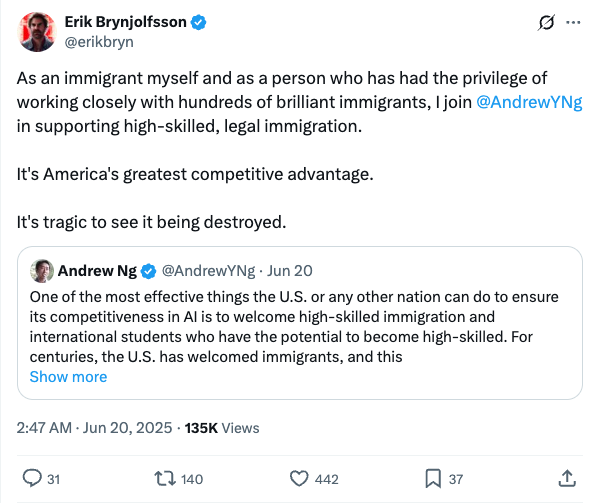 Erik Brynjolfsson
@erikbryn
As an immigrant myself and as a person who has had the privilege of
working closely with hundreds of brilliant immigrants, I join @AndrewYNg
in supporting high-skilled, legal immigration.
It's America's greatest competitive advantage.
It's tragic to see it being destroyed.
Andrew Ng @AndrewYNg · Jun 20
One of the most effective things the U.S. or any other nation can do to ensure
its competitiveness in AI is to welcome high-skilled immigration and
international students who have the potential to become high-skilled. For
centuries, the U.S. has welcomed immigrants, and this
Show more
2:47 AM · Jun 20, 2025 · 135K Views
31 140 442 37